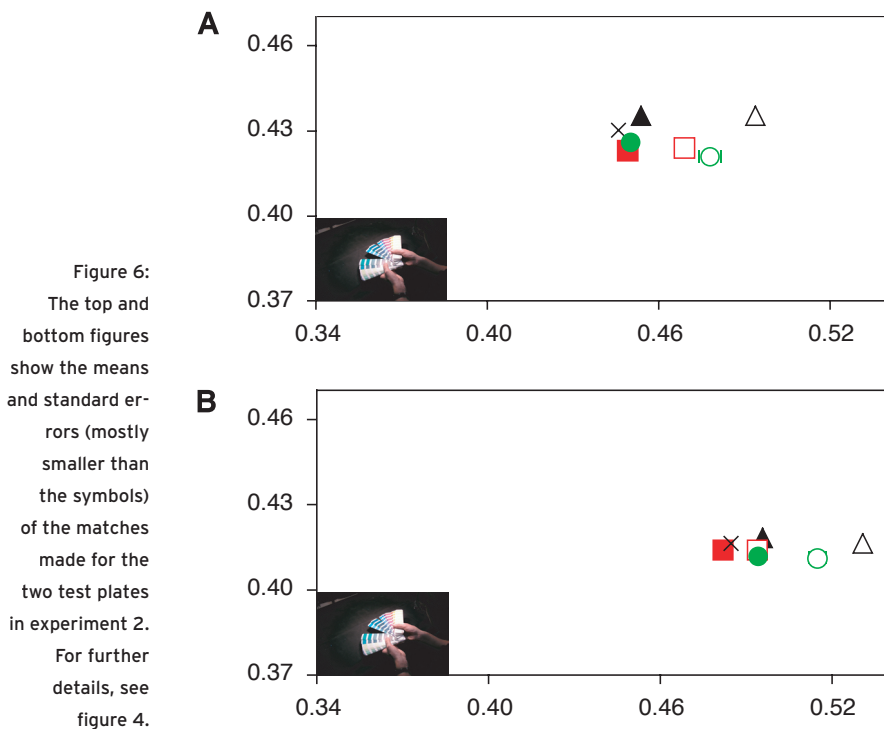 A
0.46
0.43
0.40
0.37
0.34 0.40 0.46 0.52
Figure 6:
The top and
bottom figures
show the means
and standard er-
rors (mostly
smaller than
the symbols)
of the matches
made for the
two test plates
in experiment 2.
For further
details, see
figure 4.
B
0.46
0.43
0.40
0.37
0.34 0.40 0.46 0.52